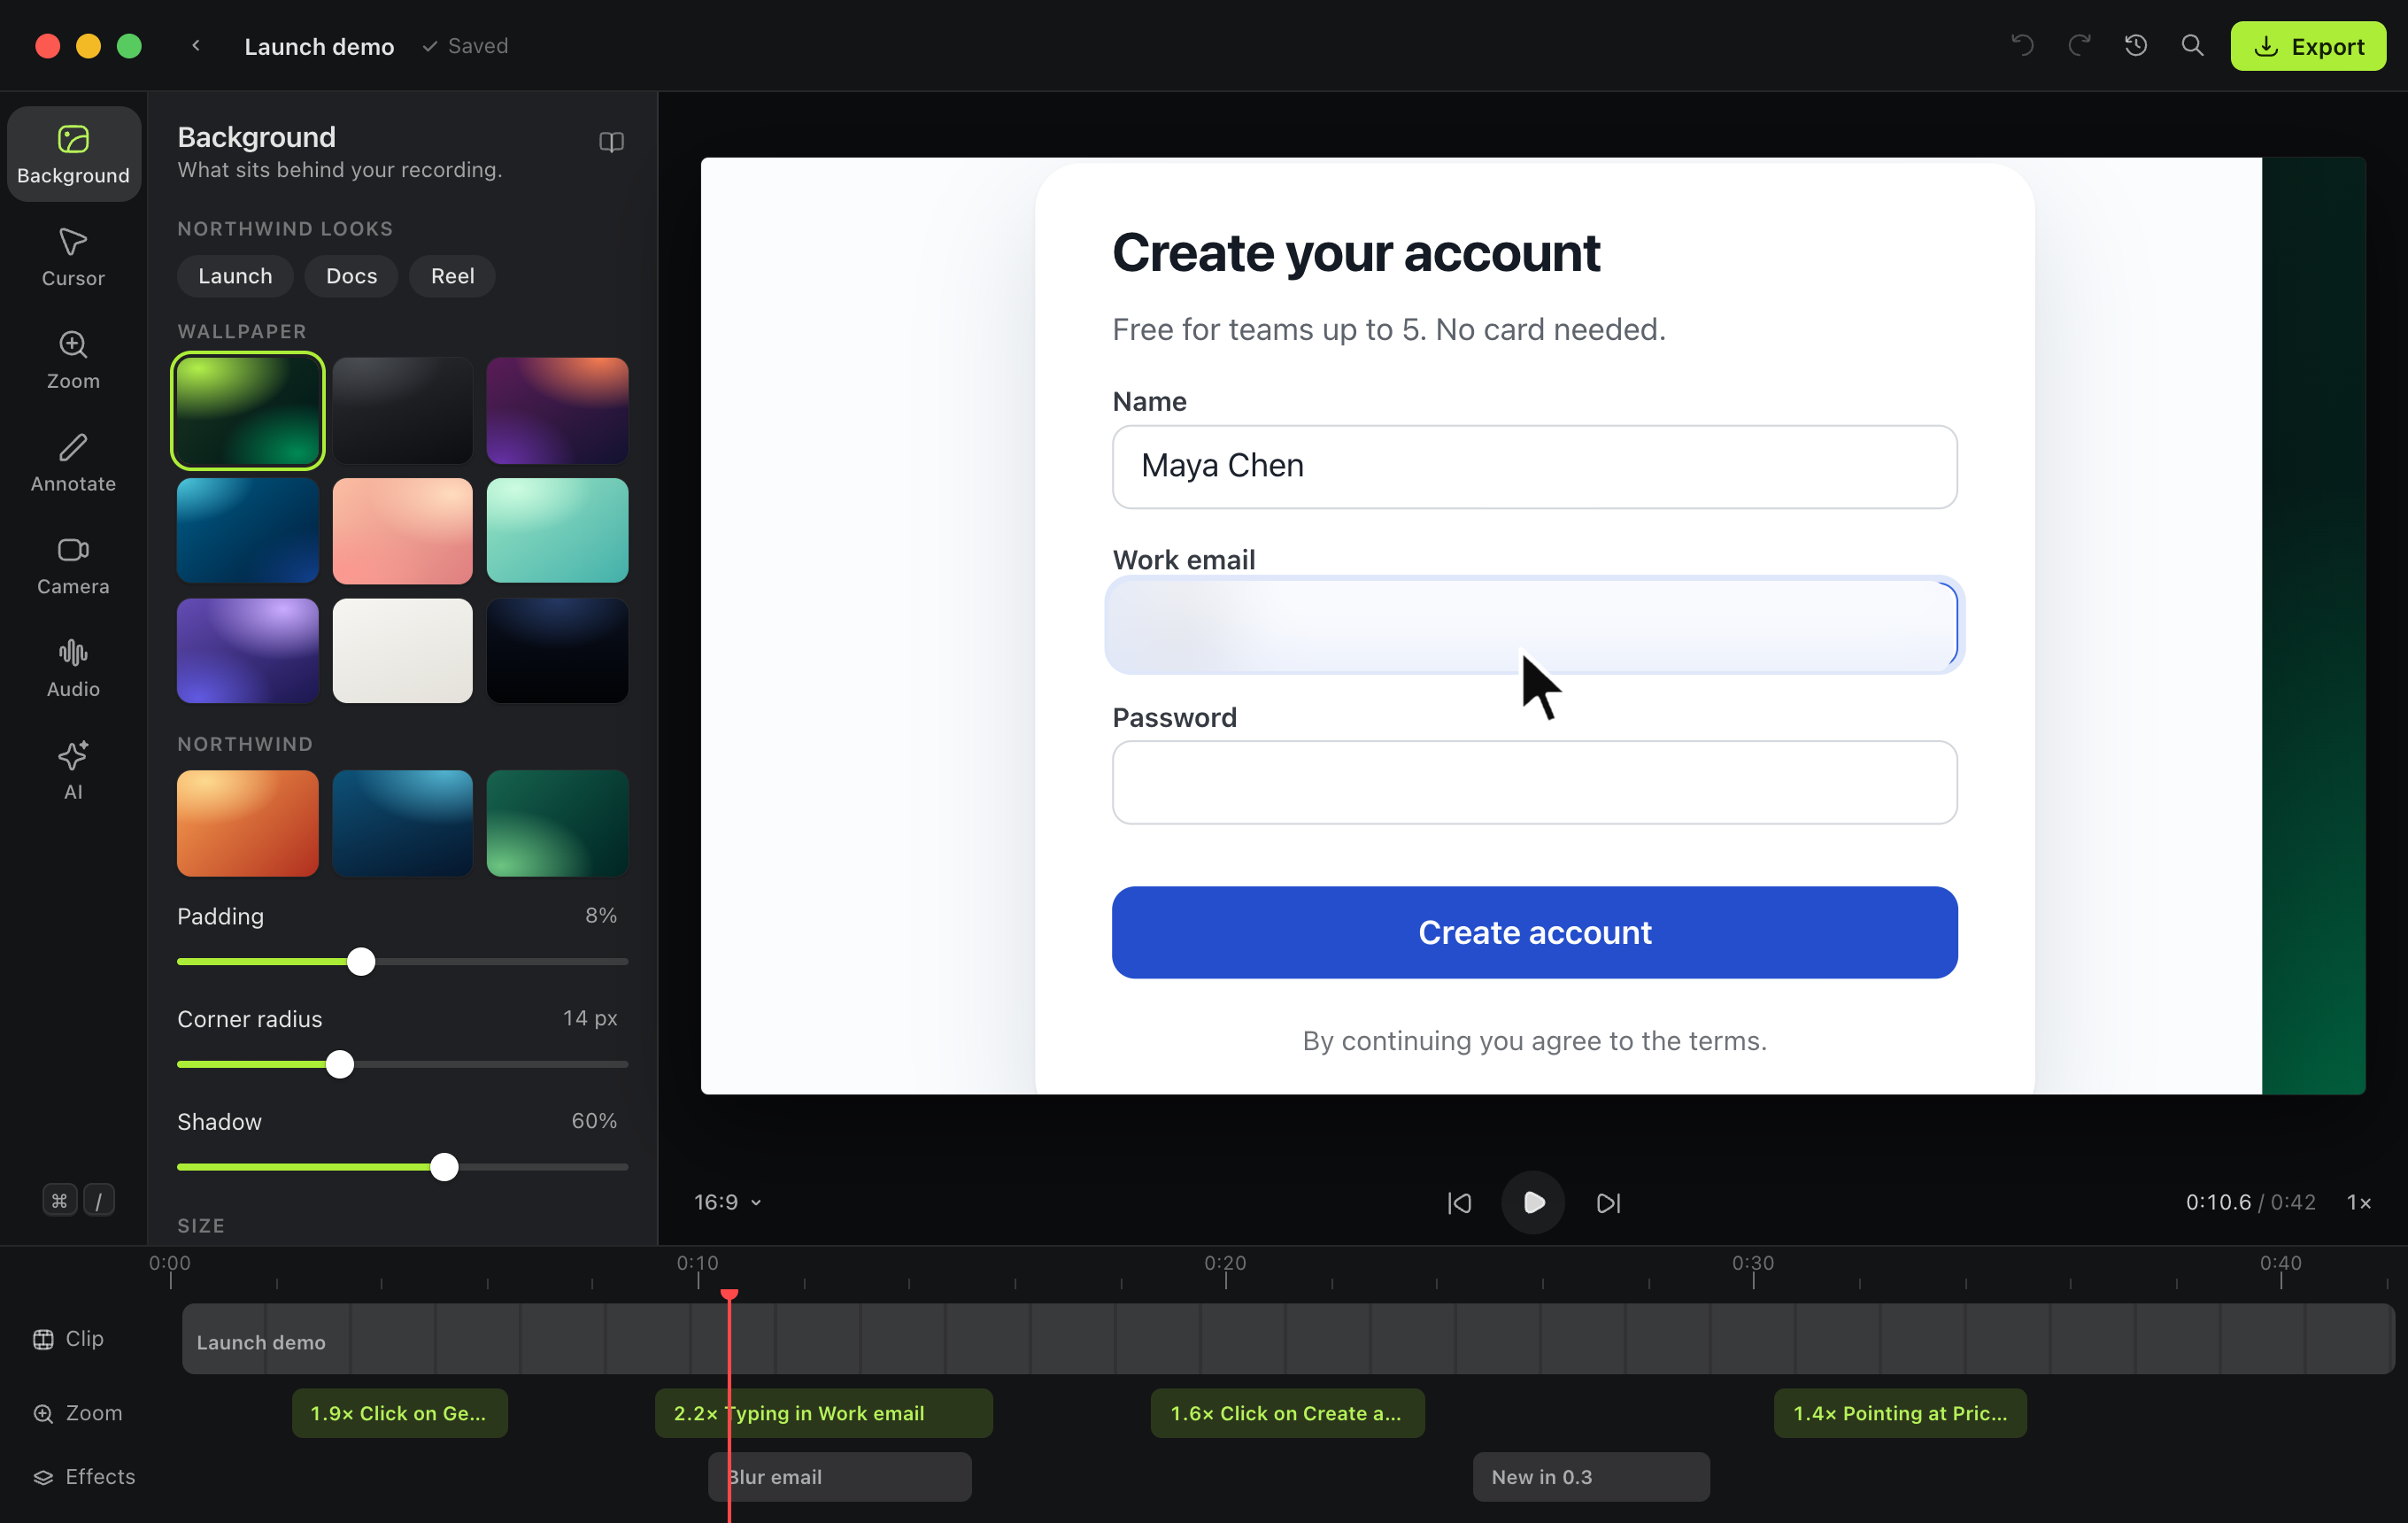 Launch demo
Saved
Export
Background
Cursor
Zoom
Annotate
Camera
Audio
AI
⌘ /
Background
What sits behind your recording.
NORTHWIND LOOKS
Launch
Docs
Reel
WALLPAPER
NORTHWIND
Padding 8%
Corner radius 14 px
Shadow 60%
SIZE
Create your account
Free for teams up to 5. No card needed.
Name
Maya Chen
Work email
Password
Create account
By continuing you agree to the terms.
16:9
0:10.6 / 0:42 1×
0:00 0:10 0:20 0:30 0:40
Clip
Launch demo
Zoom
1.9× Click on Ge...
2.2× Typing in Work email
1.6× Click on Create a...
1.4× Pointing at Pric...
Effects
Blur email
New in 0.3